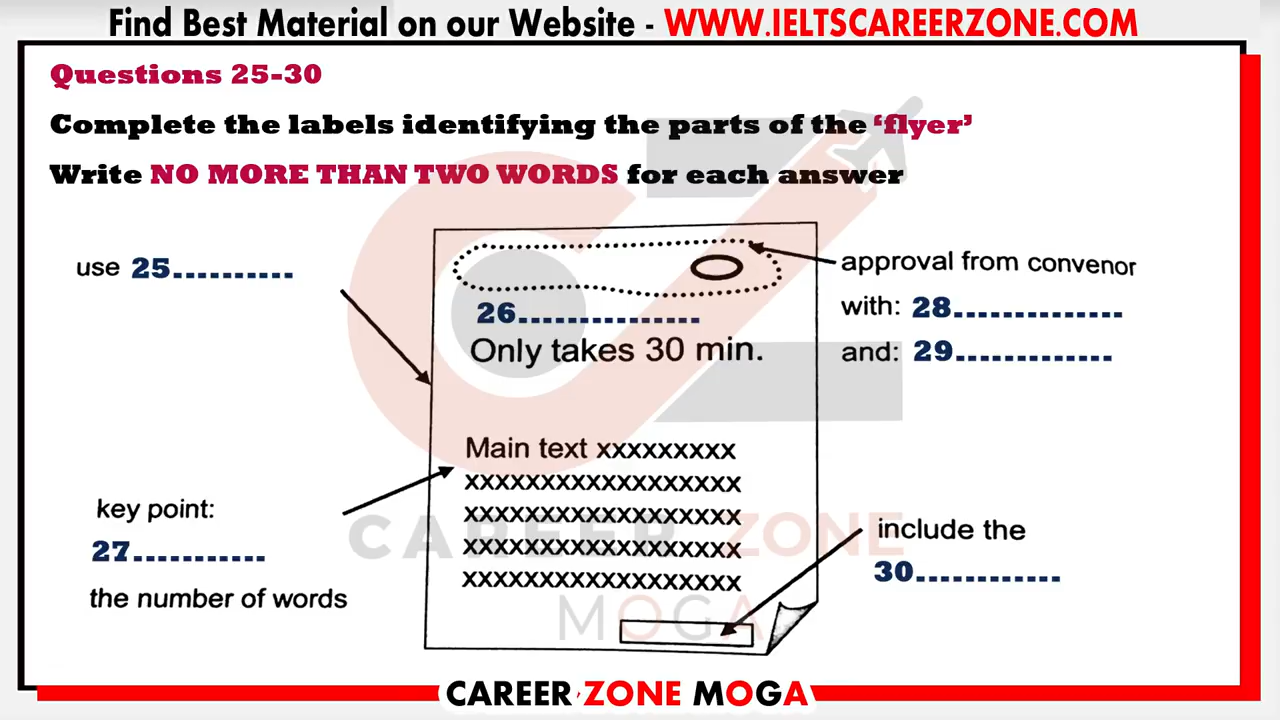 Find Best Material on our Website - WWW.IELTSCAREERZONE.COM
Questions 25-30
Complete the labels identifying the parts of the ‘flyer’
Write NO MORE THAN TWO WORDS for each answer
use 25..........
26...............
Only takes 30 min.
approval from convenor
with: 28..............
and: 29.............
Main text xxxxxxxxx
xxxxxxxxxxxxxxxxxx
xxxxxxxxxxxxxxxxxx
xxxxxxxxxxxxxxxxxx
xxxxxxxxxxxxxxxxxx
key point:
27...........
the number of words
include the
30............
CAREER ZONE
MOGA
CAREER ZONE MOGA